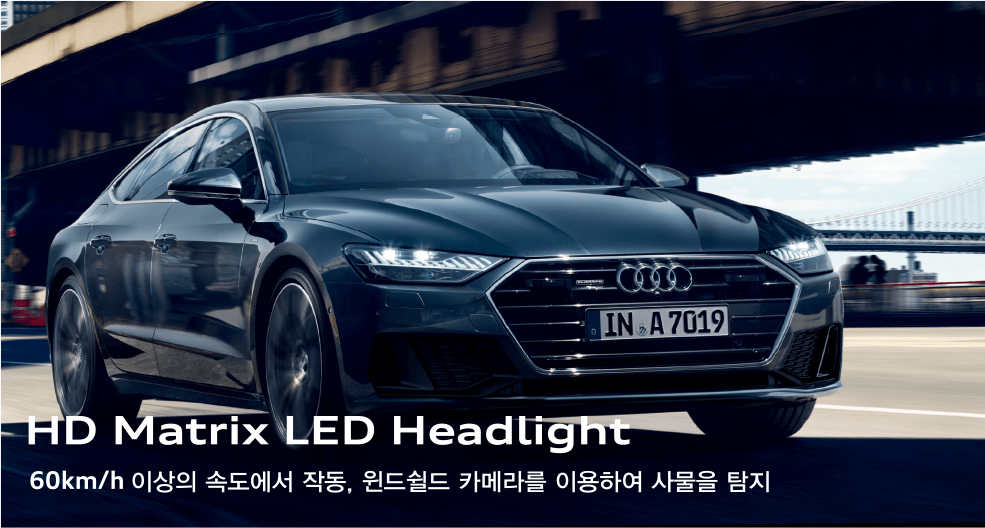 IN A 7019
HD Matrix LED Headlight
60km/h 이상의 속도에서 작동, 윈드쉴드 카메라를 이용하여 사물을 탐지